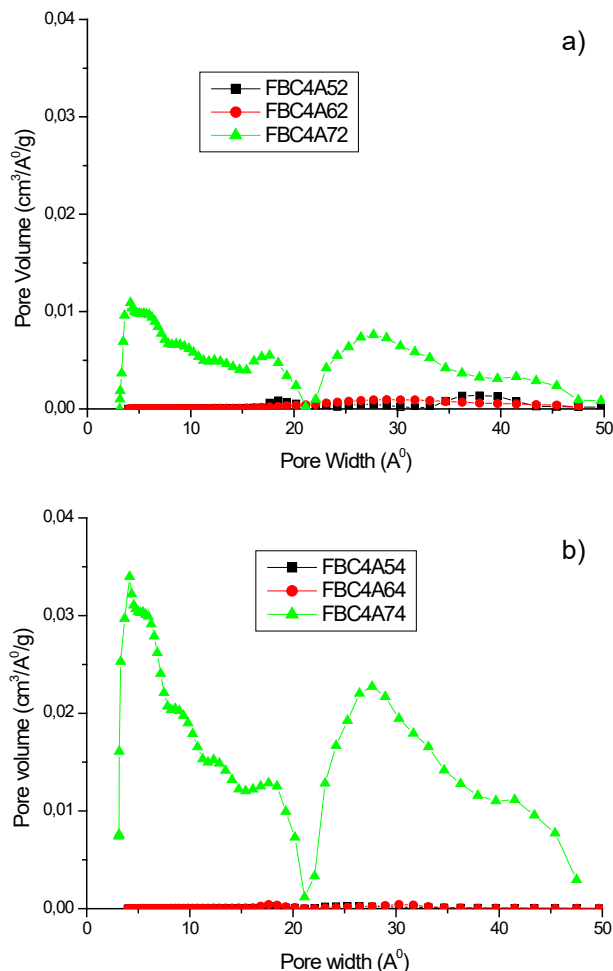 a)
0,04
FBC4A52
FBC4A62
FBC4A72
0,03
0,02
0,01
0,00
Pore Volume (cm³/A⁰/g)
0 10 20 30 40 50
Pore Width (A⁰)
b)
0,04
FBC4A54
FBC4A64
FBC4A74
0,03
0,02
0,01
0,00
Pore volume (cm³/A⁰/g)
0 10 20 30 40 50
Pore width (A⁰)